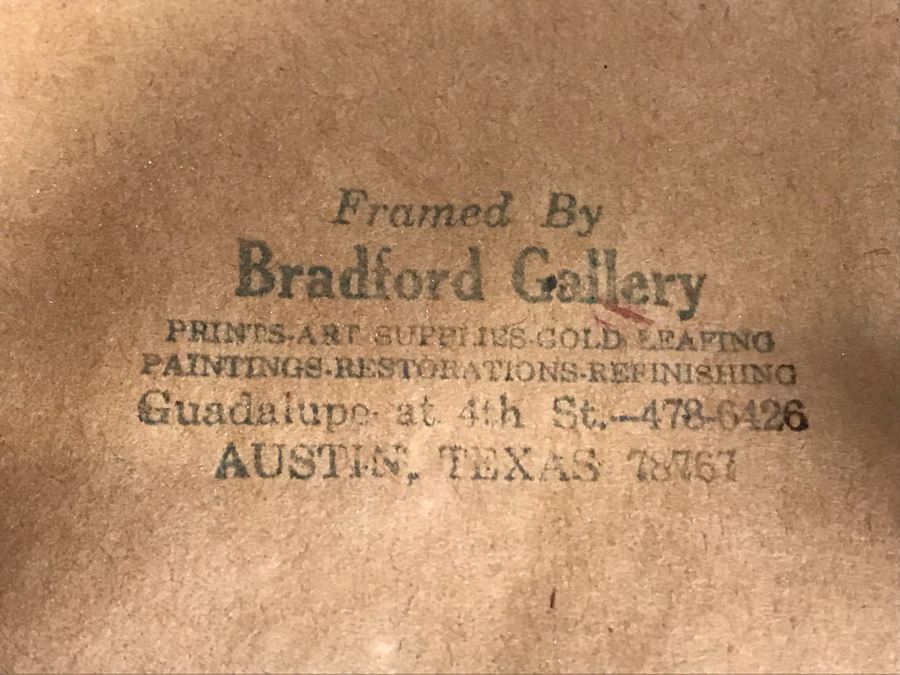 Framed By
Bradford Gallery
PRINTS-ART SUPPLIES-GOLD LEAFING
PAINTINGS-RESTORATIONS-REFINISHING
Guadalupe at 4th St.—478-6426
AUSTIN, TEXAS 78767